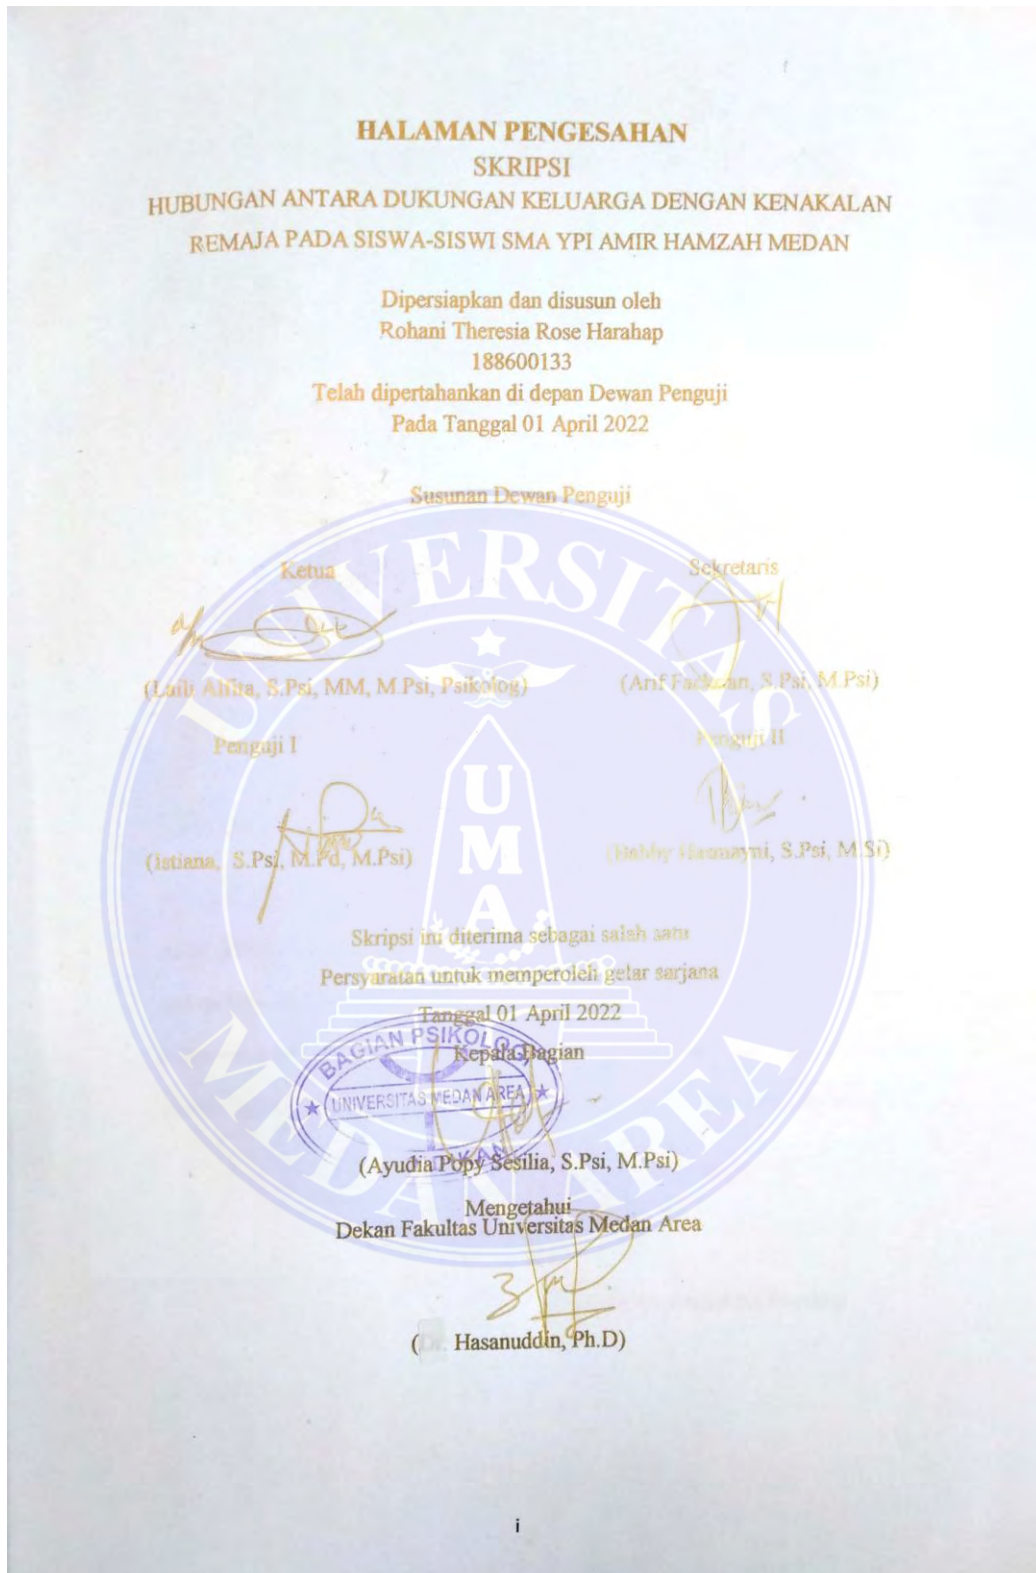 HALAMAN PENGESAHAN
SKRIPSI
HUBUNGAN ANTARA DUKUNGAN KELUARGA DENGAN KENAKALAN
REMAJA PADA SISWA-SISWI SMA YPI AMIR HAMZAH MEDAN
Dipersiapkan dan disusun oleh
Rohani Theresia Rose Harahap
188600133
Telah dipertahankan di depan Dewan Penguji
Pada Tanggal 01 April 2022
Susunan Dewan Penguji
Ketua Sekretaris
(Laili Alfita, S.Psi, MM, M.Psi, Psikolog) (Arif Fachrian, S.Psi, M.Psi)
Penguji I Penguji II
(Istiana, S.Psi, M.Pd, M.Psi) S.Psi, M.Si)
Skripsi ini diterima sebagai salah satu
Persyaratan untuk memperoleh gelar sarjana
Tanggal 01 April 2022
Kepala Bagian
BAGIAN PSIKOLOGI
UNIVERSITAS MEDAN AREA
(Ayudia Popy Sesilia, S.Psi, M.Psi)
Mengetahui
Dekan Fakultas Universitas Medan Area
(Dr. Hasanuddin, Ph.D)
i
UNIVERSITAS
UMA
MEDAN AREA